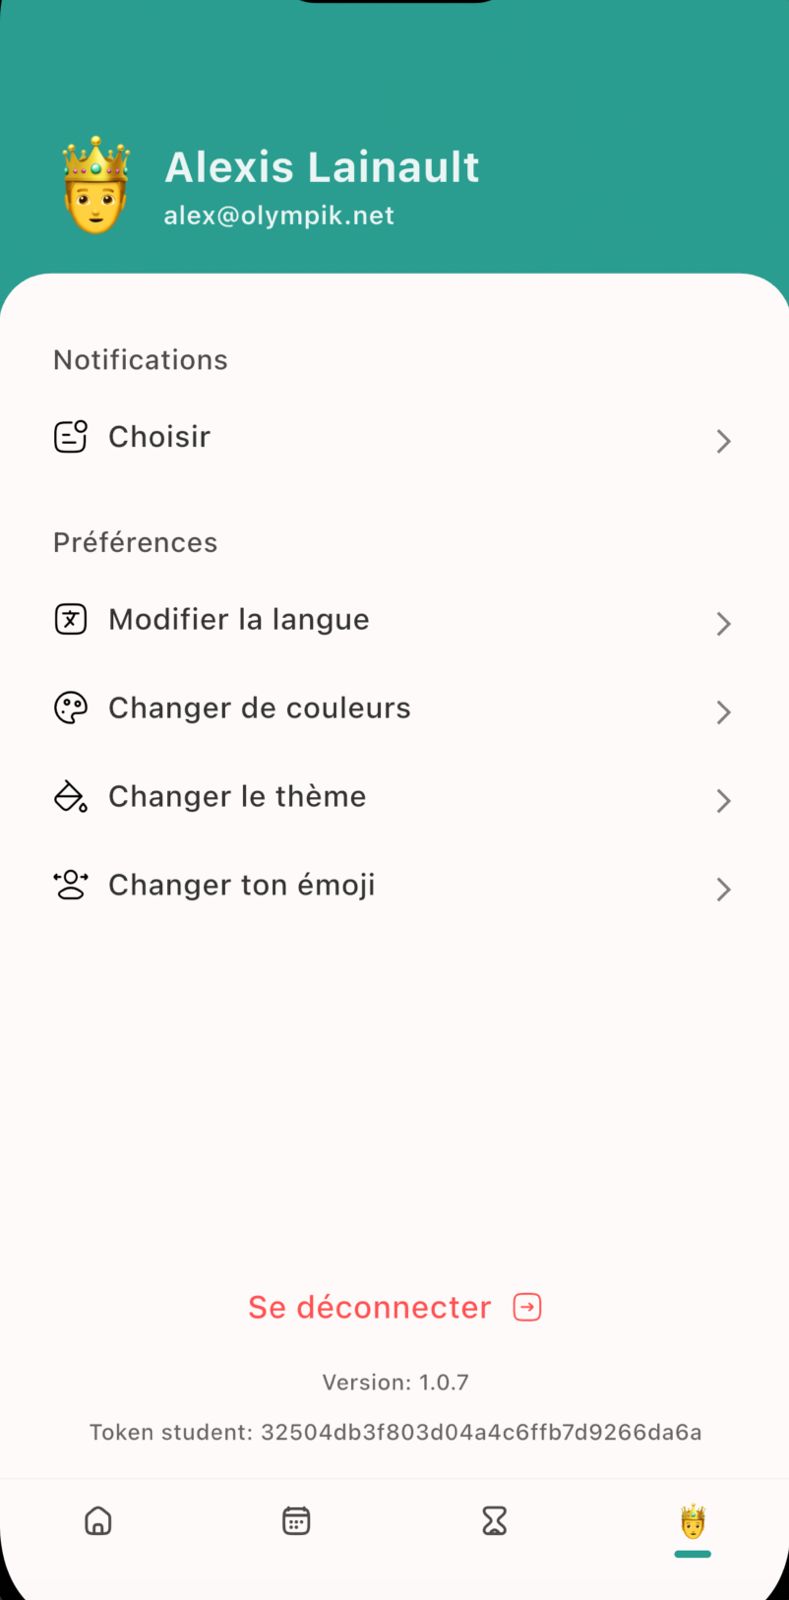 Alexis Lainault
alex@olympik.net
Notifications
Choisir
Préférences
Modifier la langue
Changer de couleurs
Changer le thème
Changer ton émoji
Se déconnecter
Version: 1.0.7
Token student: 32504db3f803d04a4c6ffb7d9266da6a